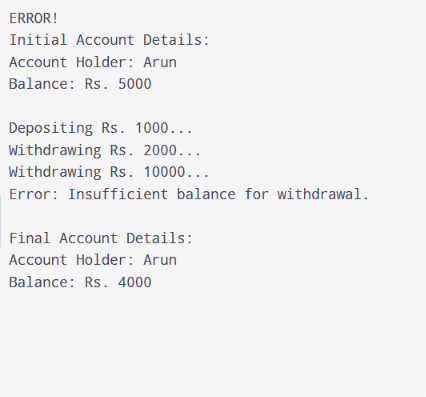 ERROR!
Initial Account Details:
Account Holder: Arun
Balance: Rs. 5000
Depositing Rs. 1000...
Withdrawing Rs. 2000...
Withdrawing Rs. 10000...
Error: Insufficient balance for withdrawal.
Final Account Details:
Account Holder: Arun
Balance: Rs. 4000